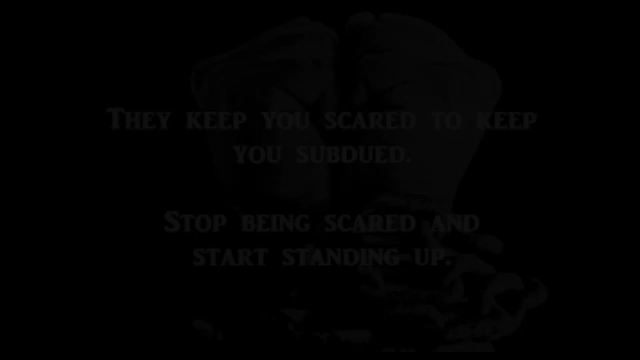 They keep you scared to keep
you subdued.
Stop being scared and
start standing up.